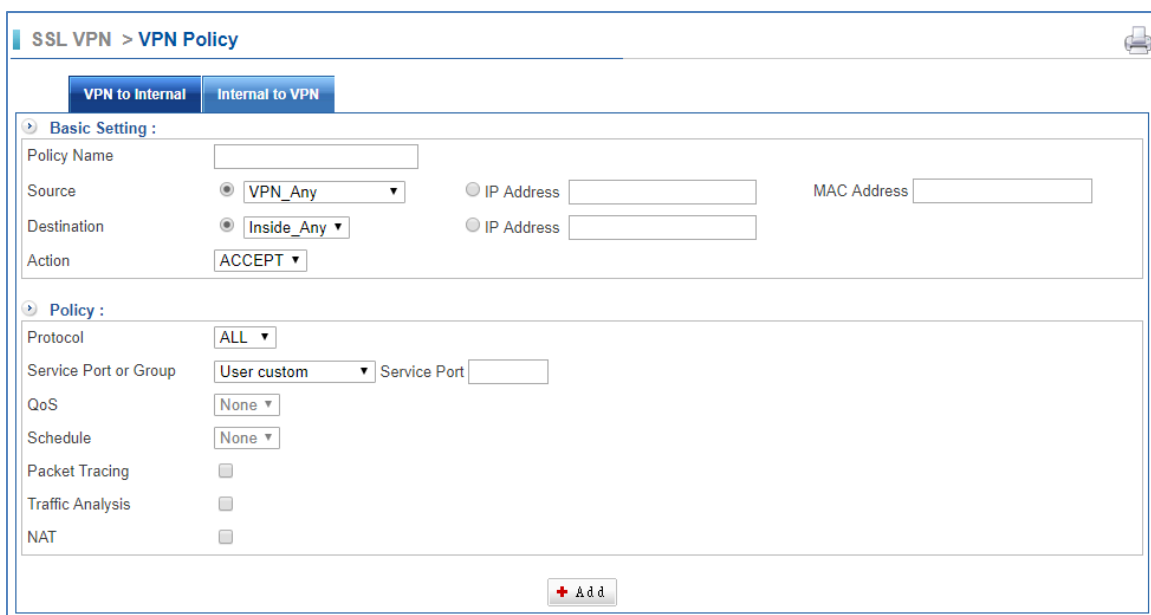 SSL VPN > VPN Policy
VPN to Internal Internal to VPN
Basic Setting :
Policy Name
Source VPN_Any IP Address MAC Address
Destination Inside_Any IP Address
Action ACCEPT
Policy :
Protocol ALL
Service Port or Group User custom Service Port
QoS None
Schedule None
Packet Tracing
Traffic Analysis
NAT
Add